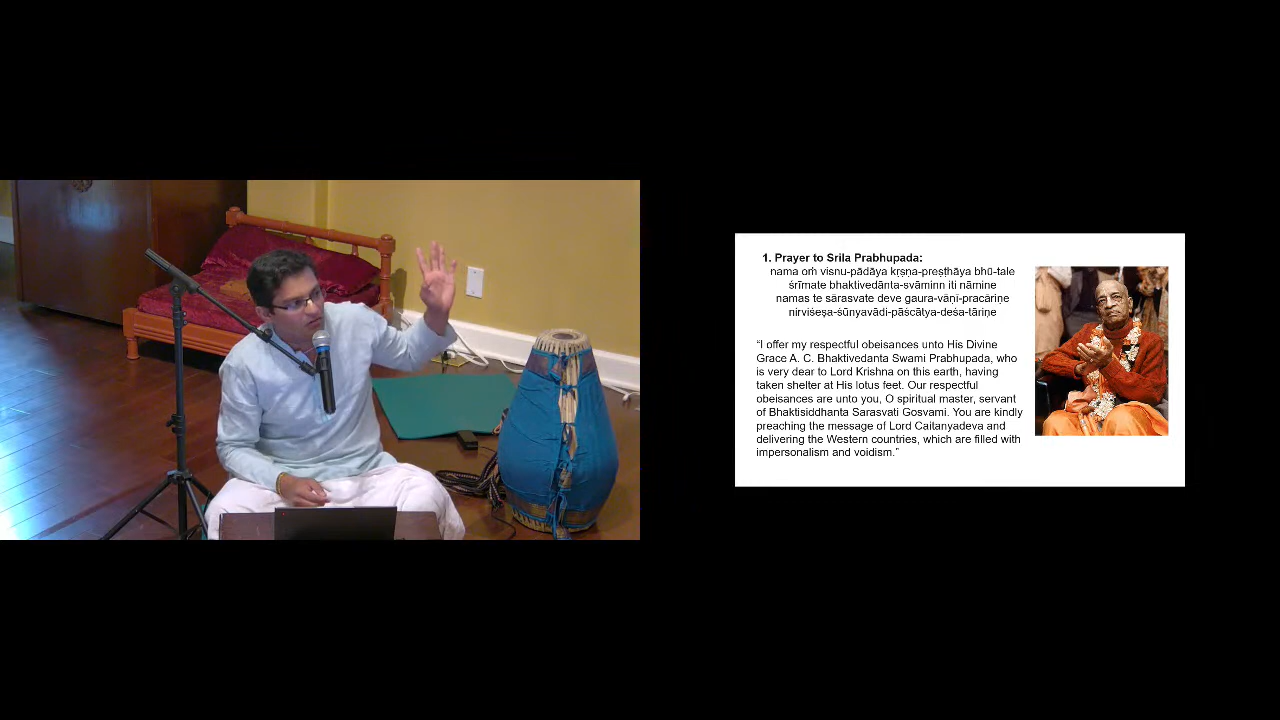 1. Prayer to Srila Prabhupada:
nama oṁ visnu-pādāya kṛṣṇa-preṣṭhāya bhū-tale
śrīmate bhaktivedānta-svāminn iti nāmine
namas te sārasvate deve gaura-vāṇī-pracāriṇe
nirviśeṣa-śūnyavādi-pāścātya-deśa-tāriṇe
“I offer my respectful obeisances unto His Divine
Grace A. C. Bhaktivedanta Swami Prabhupada, who
is very dear to Lord Krishna on this earth, having
taken shelter at His lotus feet. Our respectful
obeisances are unto you, O spiritual master, servant
of Bhaktisiddhanta Sarasvati Gosvami. You are kindly
preaching the message of Lord Caitanyadeva and
delivering the Western countries, which are filled with
impersonalism and voidism.”